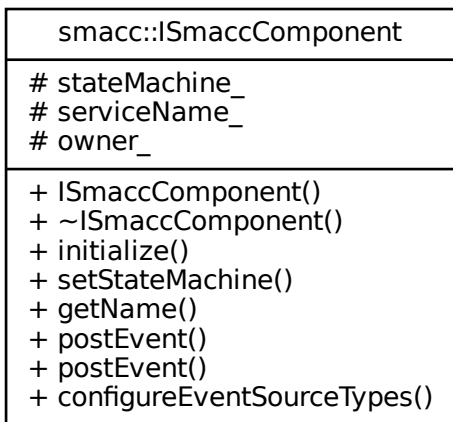 smacc::ISmaccComponent
# stateMachine_
# serviceName_
# owner_
+ ISmaccComponent()
+ ~ISmaccComponent()
+ initialize()
+ setStateMachine()
+ getName()
+ postEvent()
+ postEvent()
+ configureEventSourceTypes()